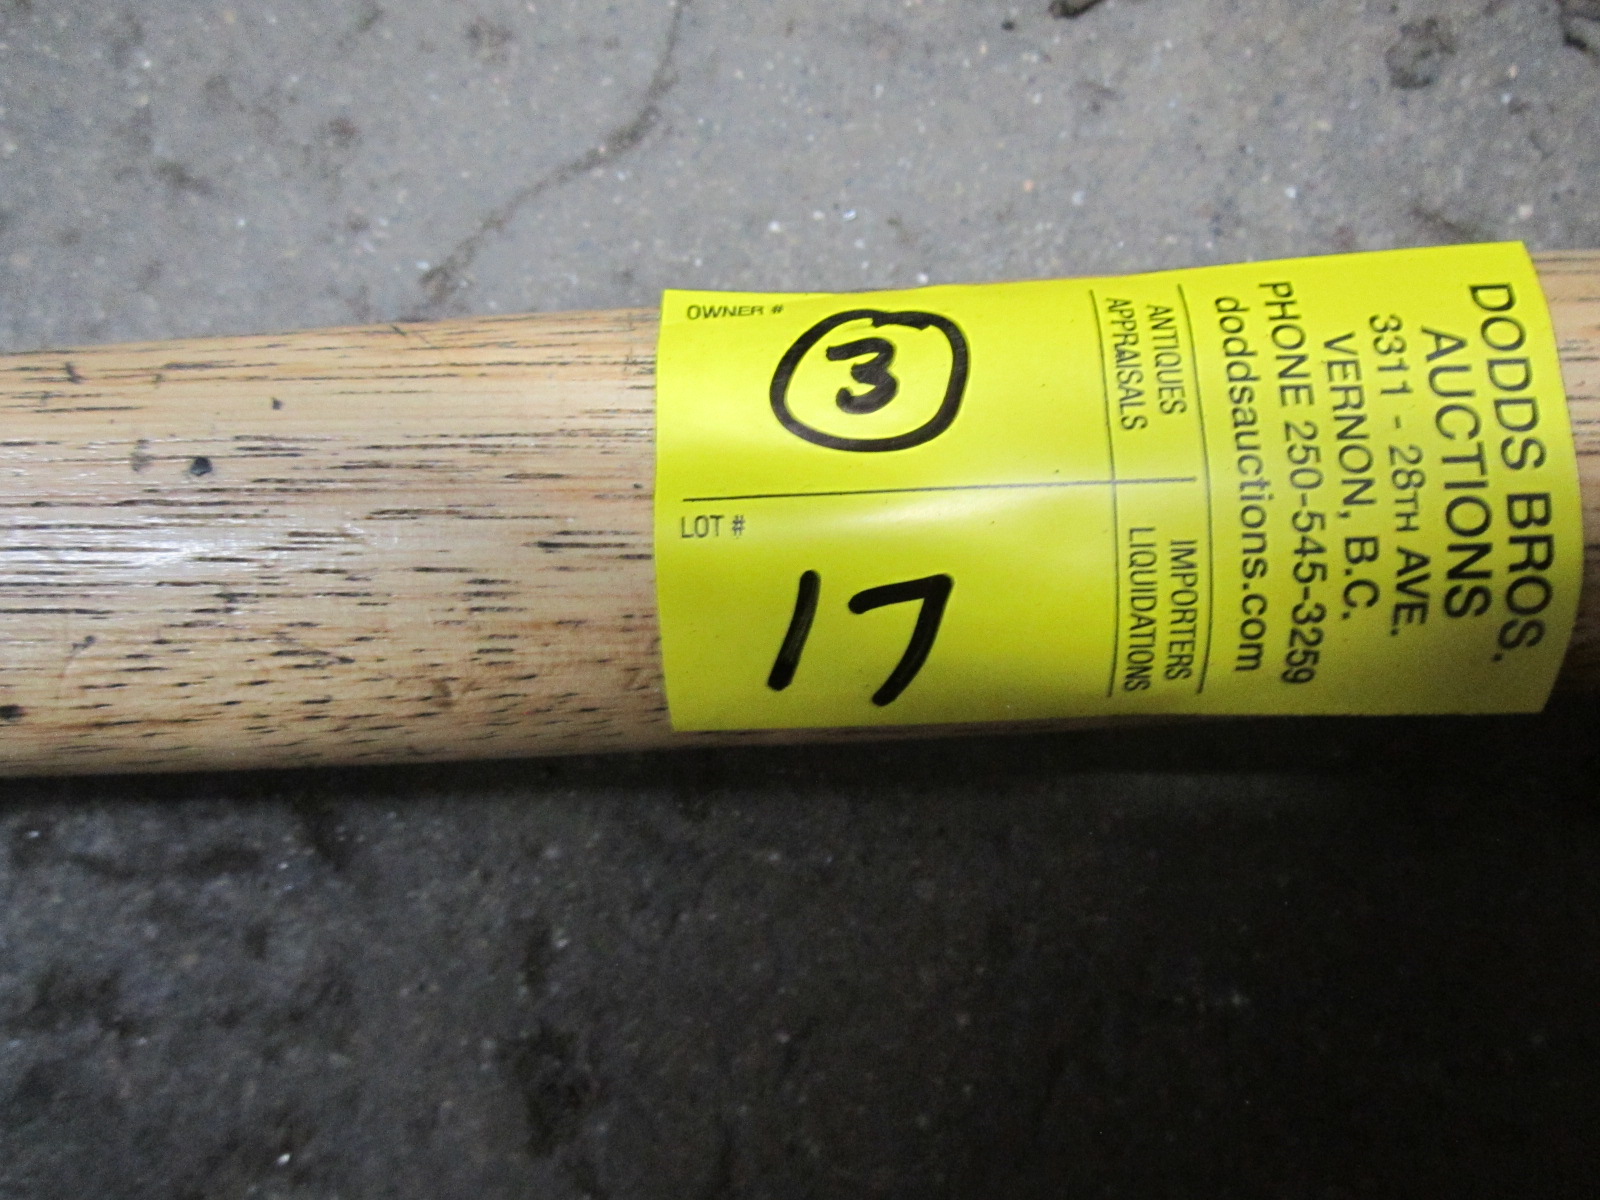 DODDS BROS.
AUCTIONS
3311 - 28TH AVE.
VERNON, B.C.
PHONE 250-545-3259
doddsauctions.com
ANTIQUES
APPRAISALS
IMPORTERS
LIQUIDATIONS
OWNER #
3
LOT #
17